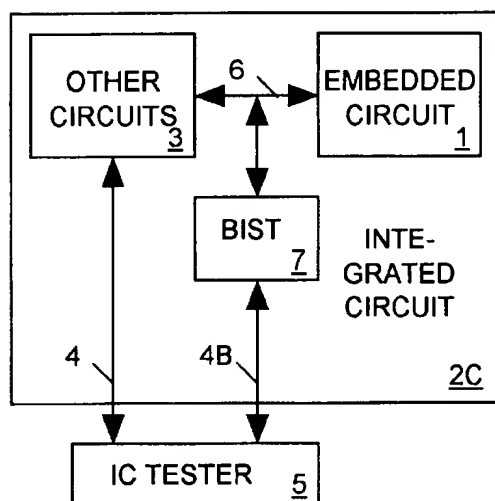 OTHER
CIRCUITS
3
6
EMBEDDED
CIRCUIT
1
BIST
7
INTE-
GRATED
CIRCUIT
4
4B
2C
IC TESTER
5